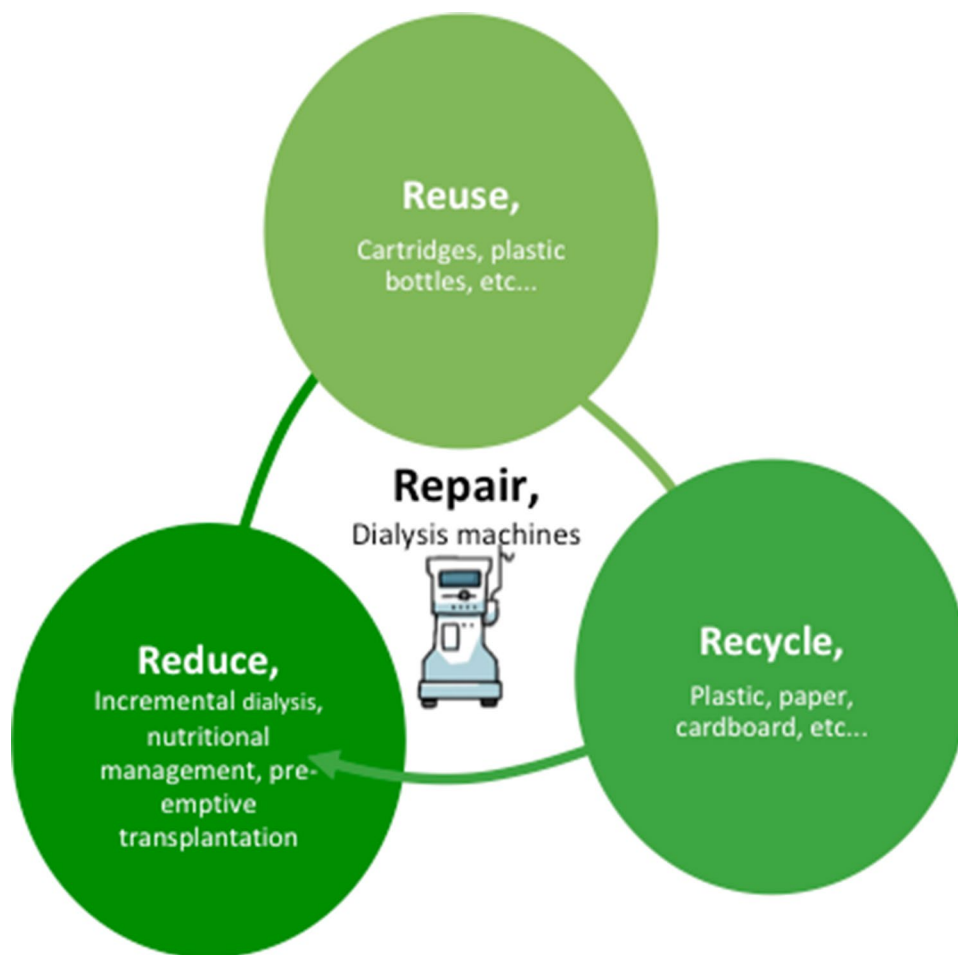 Reuse,
Cartridges, plastic
bottles, etc...
Repair,
Dialysis machines
Recycle,
Plastic, paper,
cardboard, etc...
Reduce,
Incremental dialysis,
nutritional
management, pre-
emptive
transplantation